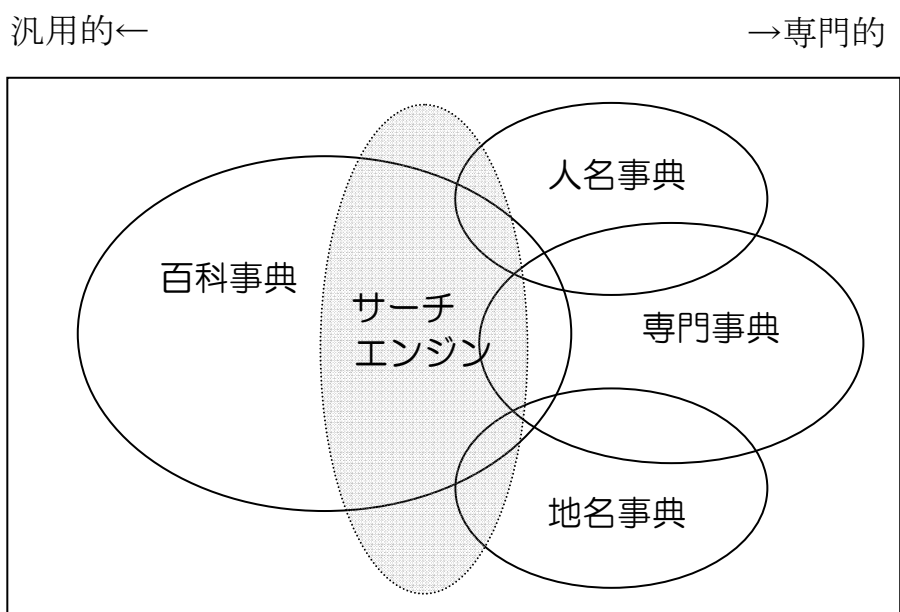 汎用的←
→専門的
人名事典
百科事典
サーチ
エンジン
専門事典
地名事典